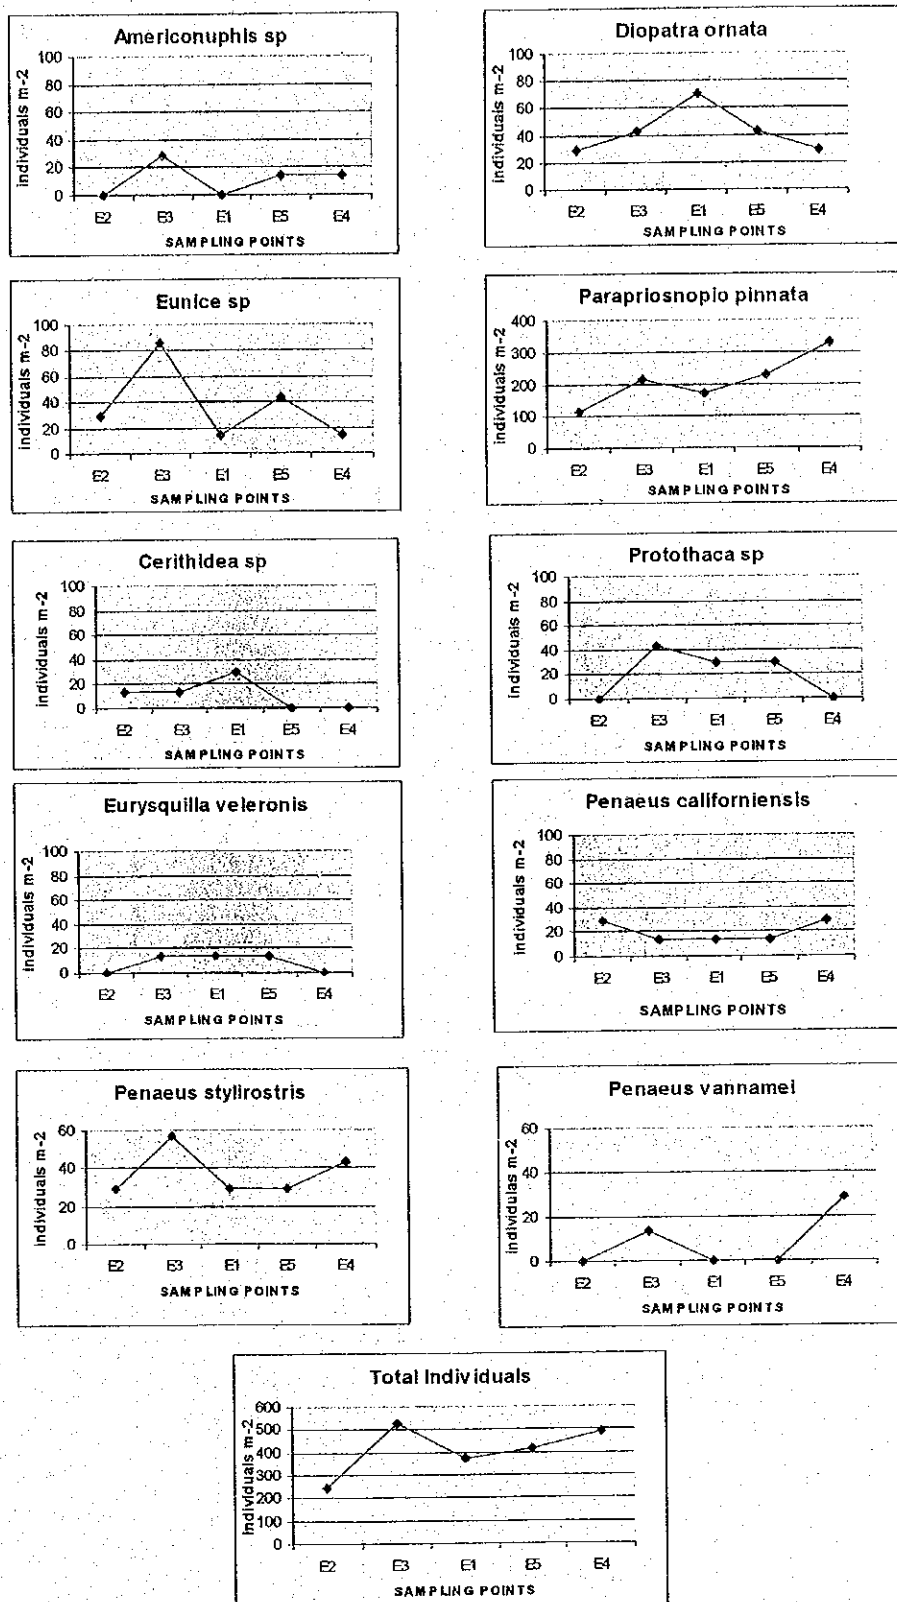 Americonuphis sp
individuals m-2
100
80
60
40
20
0
E2 E3 E1 E5 E4
SAMPLING POINTS
Diopatra ornata
individuals m-2
100
80
60
40
20
0
E2 E3 E1 E5 E4
SAMPLING POINTS
Eunice sp
individuals m-2
100
80
60
40
20
0
E2 E3 E1 E5 E4
SAMPLING POINTS
Parapriosnopio pinnata
individuals m-2
400
300
200
100
0
E2 E3 E1 E5 E4
SAMPLING POINTS
Cerithidea sp
individuals m-2
100
80
60
40
20
0
E2 E3 E1 E5 E4
SAMPLING POINTS
Protothaca sp
individuals m-2
100
80
60
40
20
0
E2 E3 E1 E5 E4
SAMPLING POINTS
Eurysquilla veleronis
individuals m-2
100
80
60
40
20
0
E2 E3 E1 E5 E4
SAMPLING POINTS
Penaeus californiensis
individuals m-2
100
80
60
40
20
0
E2 E3 E1 E5 E4
SAMPLING POINTS
Penaeus stylirostris
individuals m-2
60
40
20
0
E2 E3 E1 E5 E4
SAMPLING POINTS
Penaeus vannamei
individulas m-2
60
40
20
0
E2 E3 E1 E5 E4
SAMPLING POINTS
Total Individuals
Individuals m-2
600
500
400
300
200
100
0
E2 E3 E1 E5 E4
SAMPLING POINTS